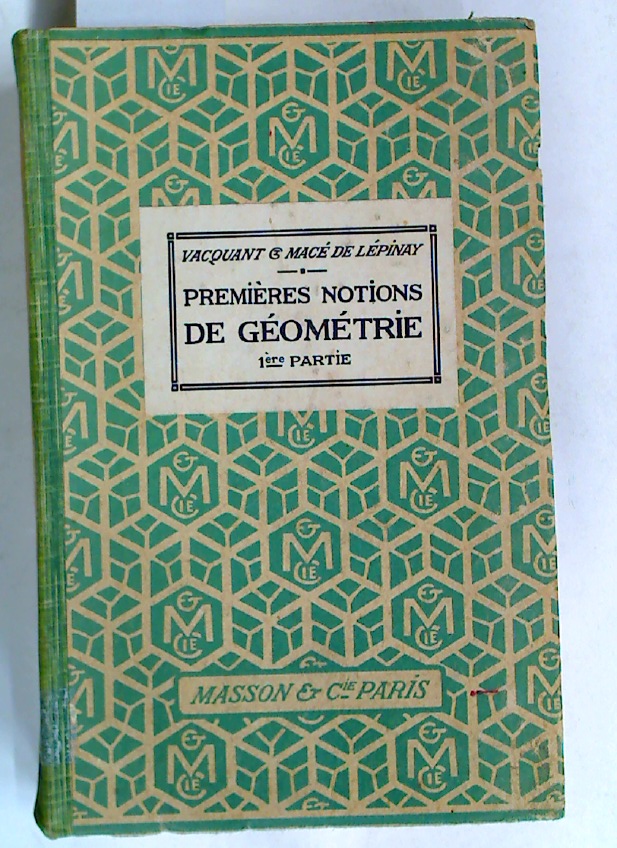 VACQUANT & MACÉ DE LÉPINAY
PREMIÈRES NOTIONS
DE GÉOMÉTRIE
1ère PARTIE
MASSON & CIE PARIS